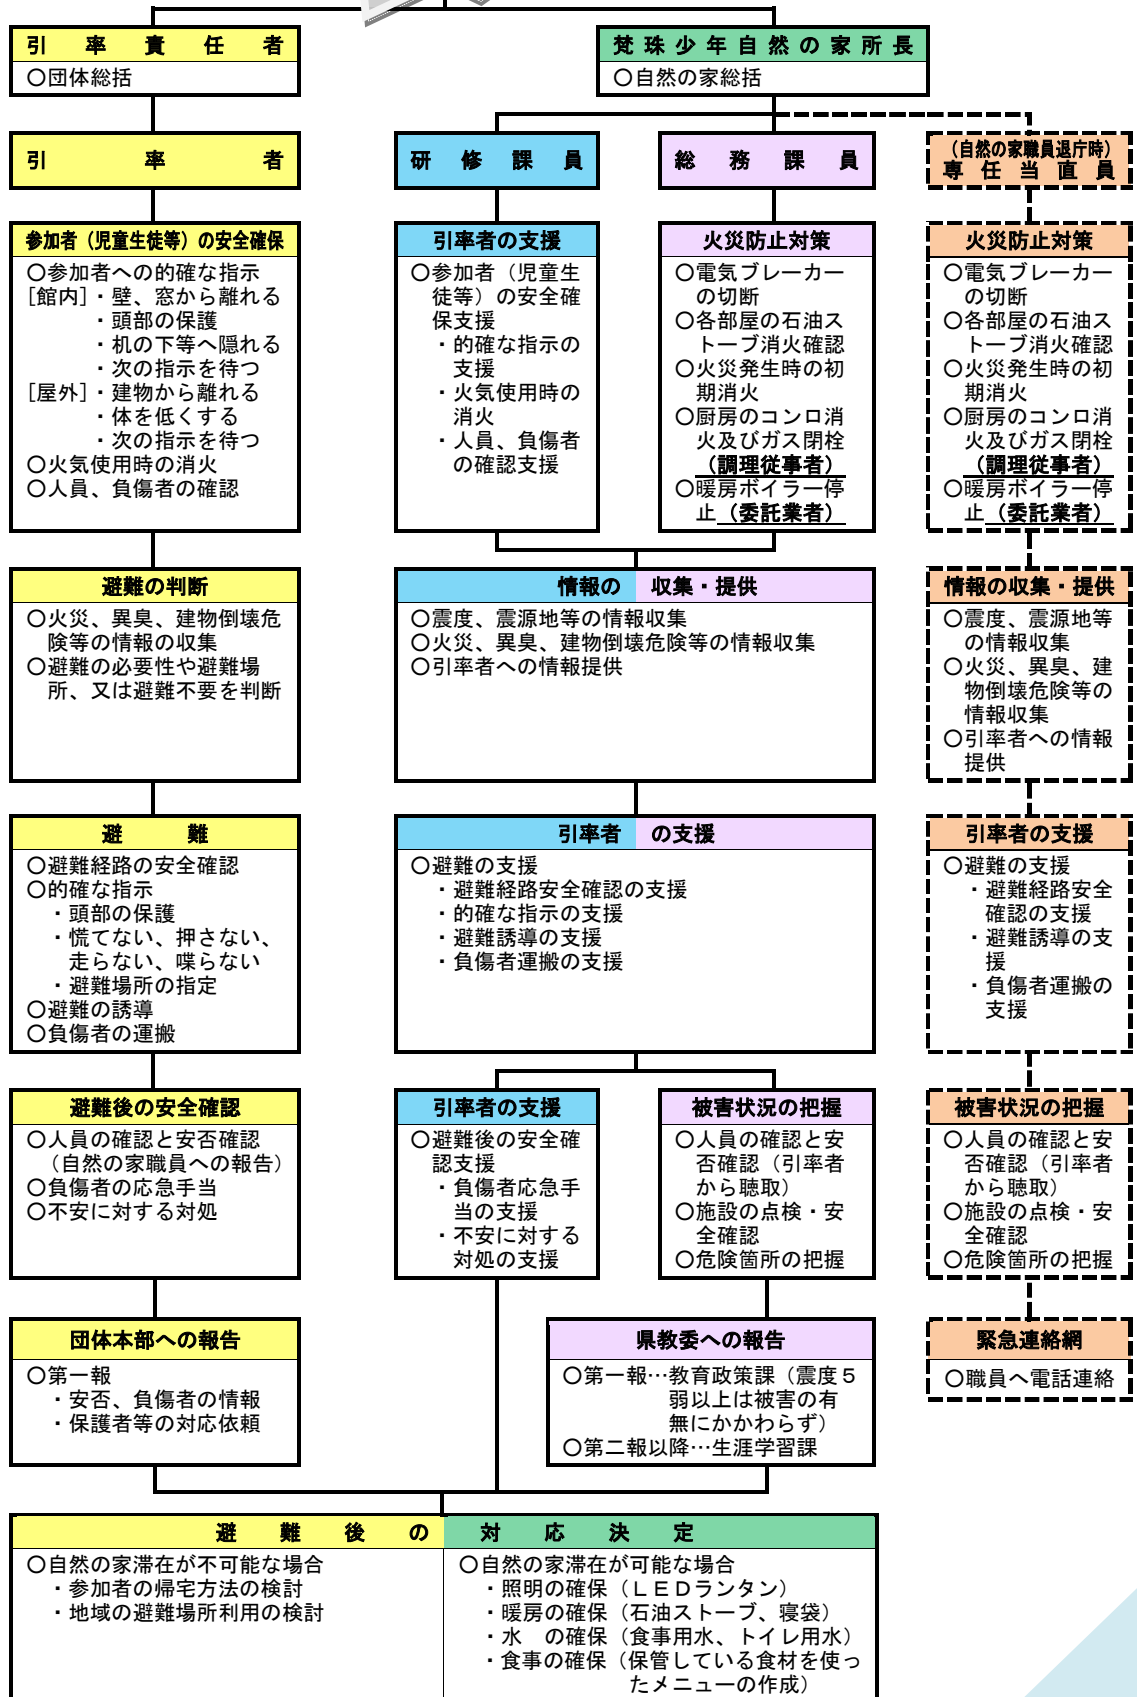 引率責任者
○団体総括
梵珠少年自然の家所長
○自然の家総括
引率者
研修課員
総務課員
（自然の家職員退庁時）
専任当直員
参加者（児童生徒等）の安全確保
○参加者への的確な指示
[館内]・壁、窓から離れる
・頭部の保護
・机の下等へ隠れる
・次の指示を待つ
[屋外]・建物から離れる
・体を低くする
・次の指示を待つ
○火気使用時の消火
○人員、負傷者の確認
引率者の支援
○参加者（児童生
徒等）の安全確
保支援
・的確な指示の
支援
・火気使用時の
消火
・人員、負傷者
の確認支援
火災防止対策
○電気ブレーカー
の切断
○各部屋の石油ス
トーブ消火確認
○火災発生時の初
期消火
○厨房のコンロ消
火及びガス閉栓
（調理従事者）
○暖房ボイラー停
止（委託業者）
火災防止対策
○電気ブレーカー
の切断
○各部屋の石油ス
トーブ消火確認
○火災発生時の初
期消火
○厨房のコンロ消
火及びガス閉栓
（調理従事者）
○暖房ボイラー停
止（委託業者）
避難の判断
○火災、異臭、建物倒壊危
険等の情報の収集
○避難の必要性や避難場
所、又は避難不要を判断
情報の収集・提供
○震度、震源地等の情報収集
○火災、異臭、建物倒壊危険等の情報収集
○引率者への情報提供
情報の収集・提供
○震度、震源地等
の情報収集
○火災、異臭、建
物倒壊危険等の
情報収集
○引率者への情報
提供
避難
○避難経路の安全確認
○的確な指示
・頭部の保護
・慌てない、押さない、
走らない、喋らない
・避難場所の指定
○避難の誘導
○負傷者の運搬
引率者の支援
○避難の支援
・避難経路安全確認の支援
・的確な指示の支援
・避難誘導の支援
・負傷者運搬の支援
引率者の支援
○避難の支援
・避難経路安全
確認の支援
・避難誘導の支
援
・負傷者運搬の
支援
避難後の安全確認
○人員の確認と安否確認
（自然の家職員への報告）
○負傷者の応急手当
○不安に対する対処
引率者の支援
○避難後の安全確
認支援
・負傷者応急手
当の支援
・不安に対する
対処の支援
被害状況の把握
○人員の確認と安
否確認（引率者
から聴取）
○施設の点検・安
全確認
○危険箇所の把握
被害状況の把握
○人員の確認と安
否確認（引率者
から聴取）
○施設の点検・安
全確認
○危険箇所の把握
団体本部への報告
○第一報
・安否、負傷者の情報
・保護者等の対応依頼
県教委への報告
○第一報…教育政策課（震度５
弱以上は被害の有
無にかかわらず）
○第二報以降…生涯学習課
緊急連絡網
○職員へ電話連絡
避難後の対応決定
○自然の家滞在が不可能な場合
・参加者の帰宅方法の検討
・地域の避難場所利用の検討
○自然の家滞在が可能な場合
・照明の確保（ＬＥＤランタン）
・暖房の確保（石油ストーブ、寝袋）
・水　の確保（食事用水、トイレ用水）
・食事の確保（保管している食材を使っ
たメニューの作成）